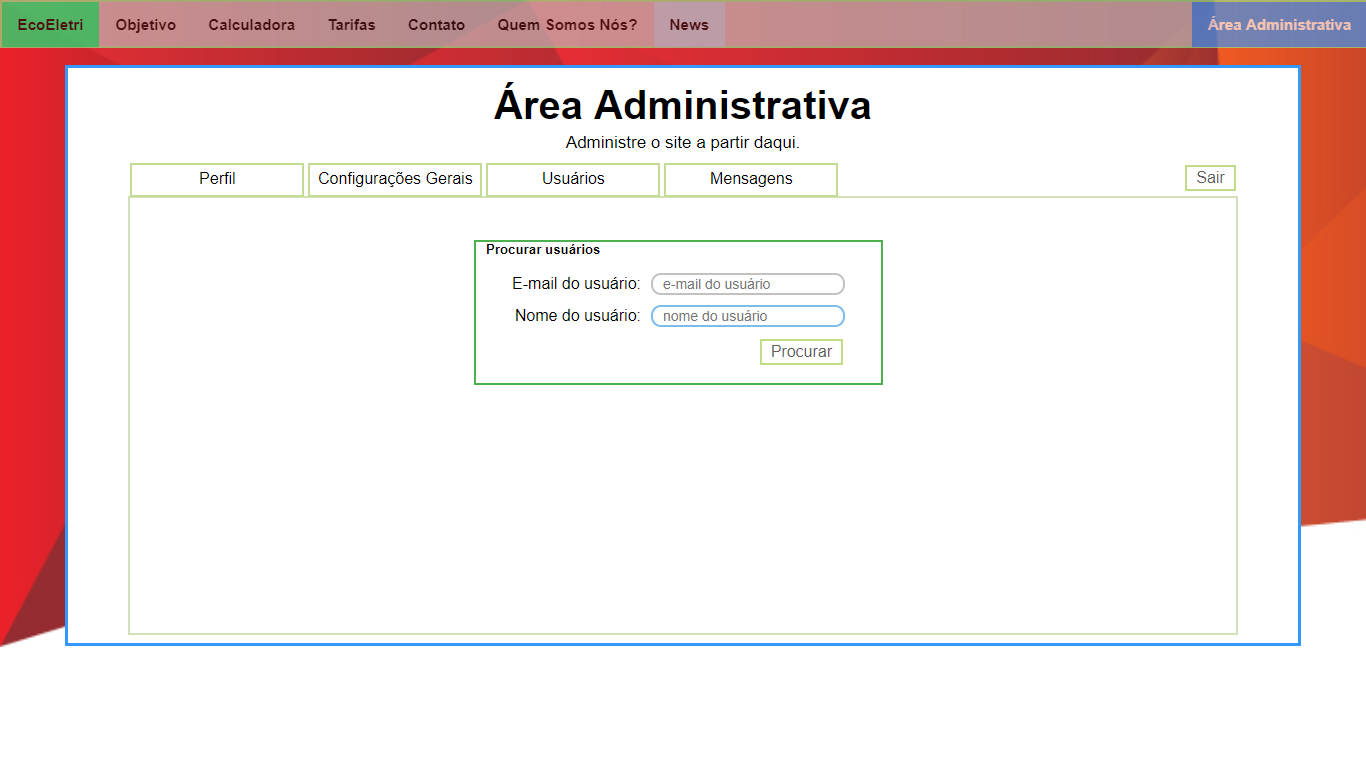 EcoEletri Objetivo Calculadora Tarifas Contato Quem Somos Nós? News Área Administrativa
Área Administrativa
Administre o site a partir daqui.
Perfil Configurações Gerais Usuários Mensagens Sair
Procurar usuários
E-mail do usuário: e-mail do usuário
Nome do usuário: nome do usuário
Procurar